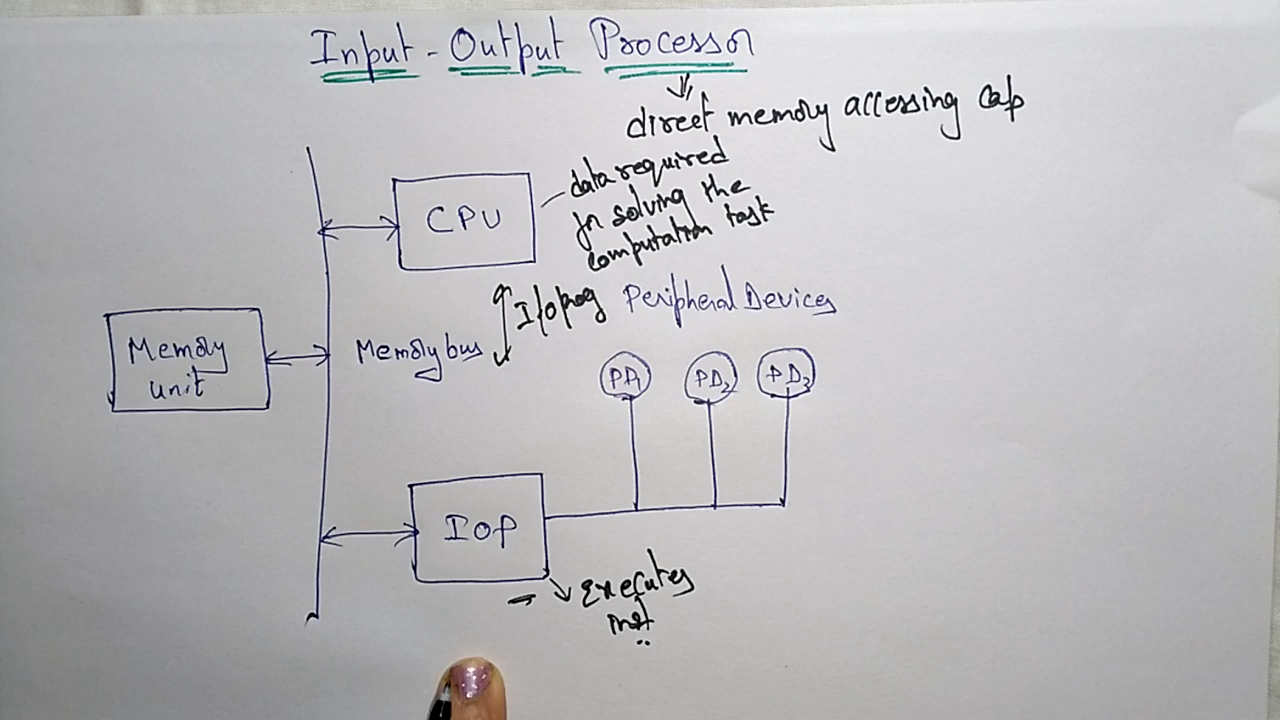 Input - Output Processor
direct memory accessing cap
CPU
data required
for solving the
computation task
I/O prog
Peripheral Devices
Memory
unit
Memory bus
PD1
PD2
PD3
IOP
executes
inst